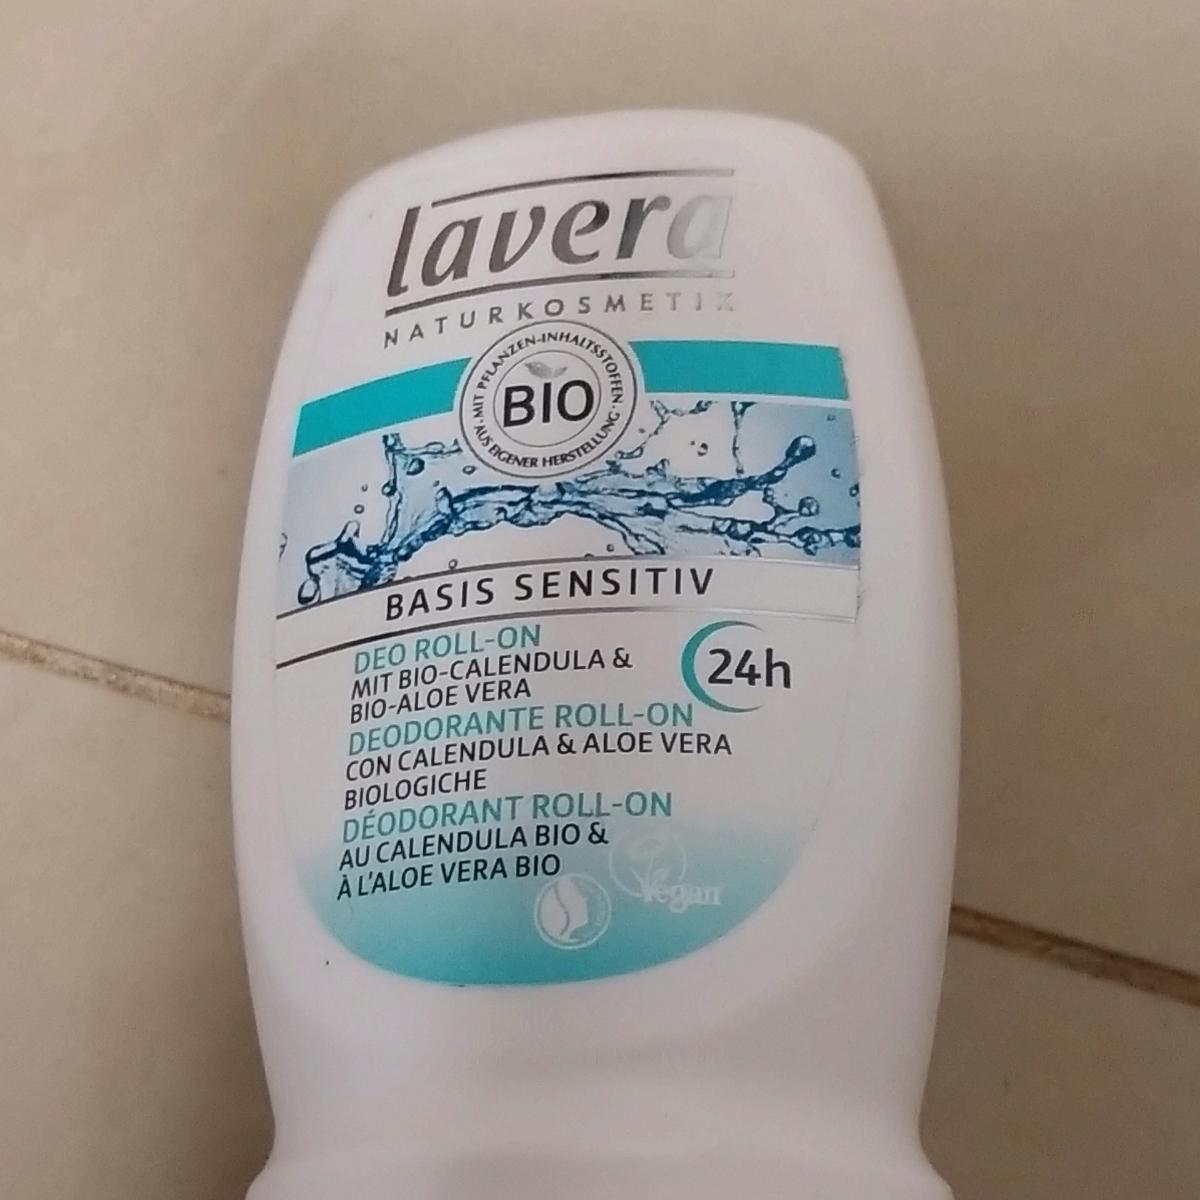 lavera
NATURKOSMETIK
MIT PFLANZEN-INHALTSSTOFFEN
BIO
AUS EIGENER HERSTELLUNG
BASIS SENSITIV
DEO ROLL-ON
MIT BIO-CALENDULA &
BIO-ALOE VERA
24h
DEODORANTE ROLL-ON
CON CALENDULA & ALOE VERA
BIOLOGICHE
DÉODORANT ROLL-ON
AU CALENDULA BIO &
À L'ALOE VERA BIO
Vegan